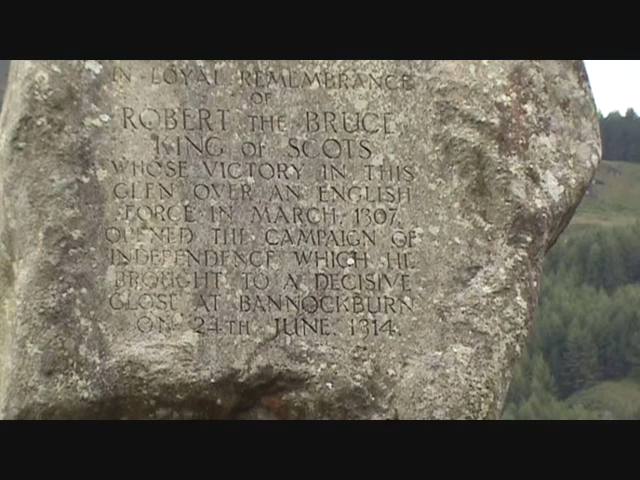 IN LOYAL REMEMBRANCE
OF
ROBERT THE BRUCE,
KING OF SCOTS
WHOSE VICTORY IN THIS
GLEN OVER AN ENGLISH
FORCE IN MARCH, 1307,
OPENED THE CAMPAIGN OF
INDEPENDENCE WHICH HE
BROUGHT TO A DECISIVE
CLOSE AT BANNOCKBURN
ON 24TH JUNE, 1314.